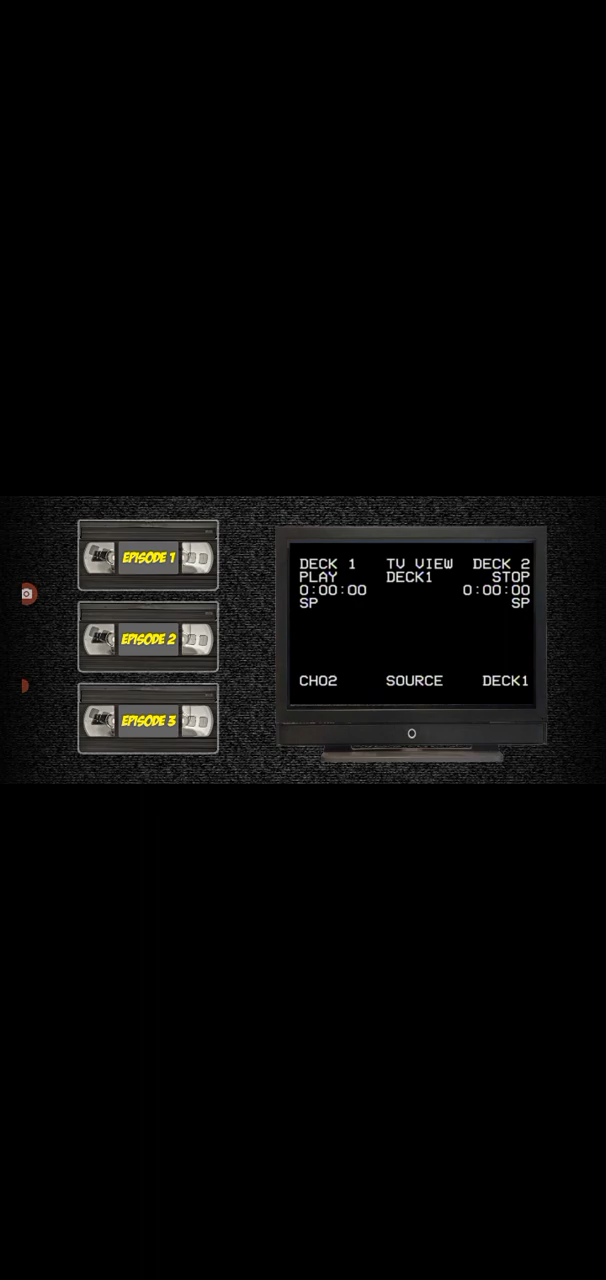 EPISODE 1
EPISODE 2
EPISODE 3
DECK 1 TV VIEW DECK 2
PLAY DECK1 STOP
0:00:00 0:00:00
SP SP
CH02 SOURCE DECK1